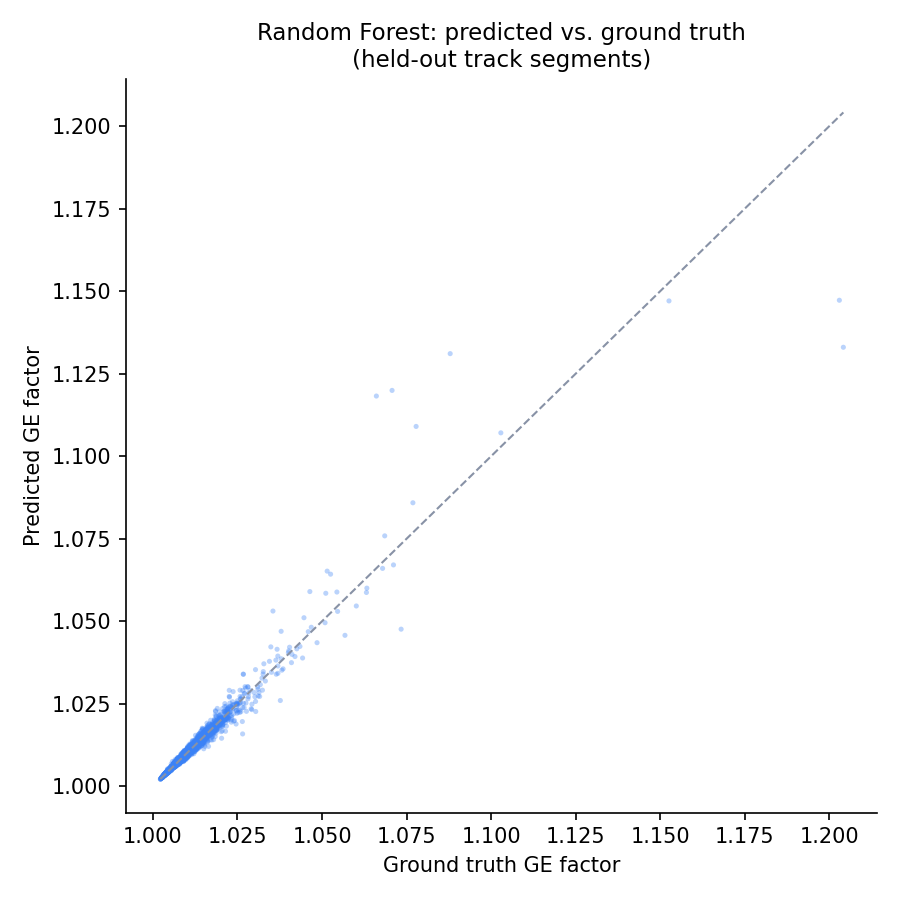 Random Forest: predicted vs. ground truth
(held-out track segments)
1.200
1.175
1.150
1.125
1.100
1.075
1.050
1.025
1.000
Predicted GE factor
1.000 1.025 1.050 1.075 1.100 1.125 1.150 1.175 1.200
Ground truth GE factor